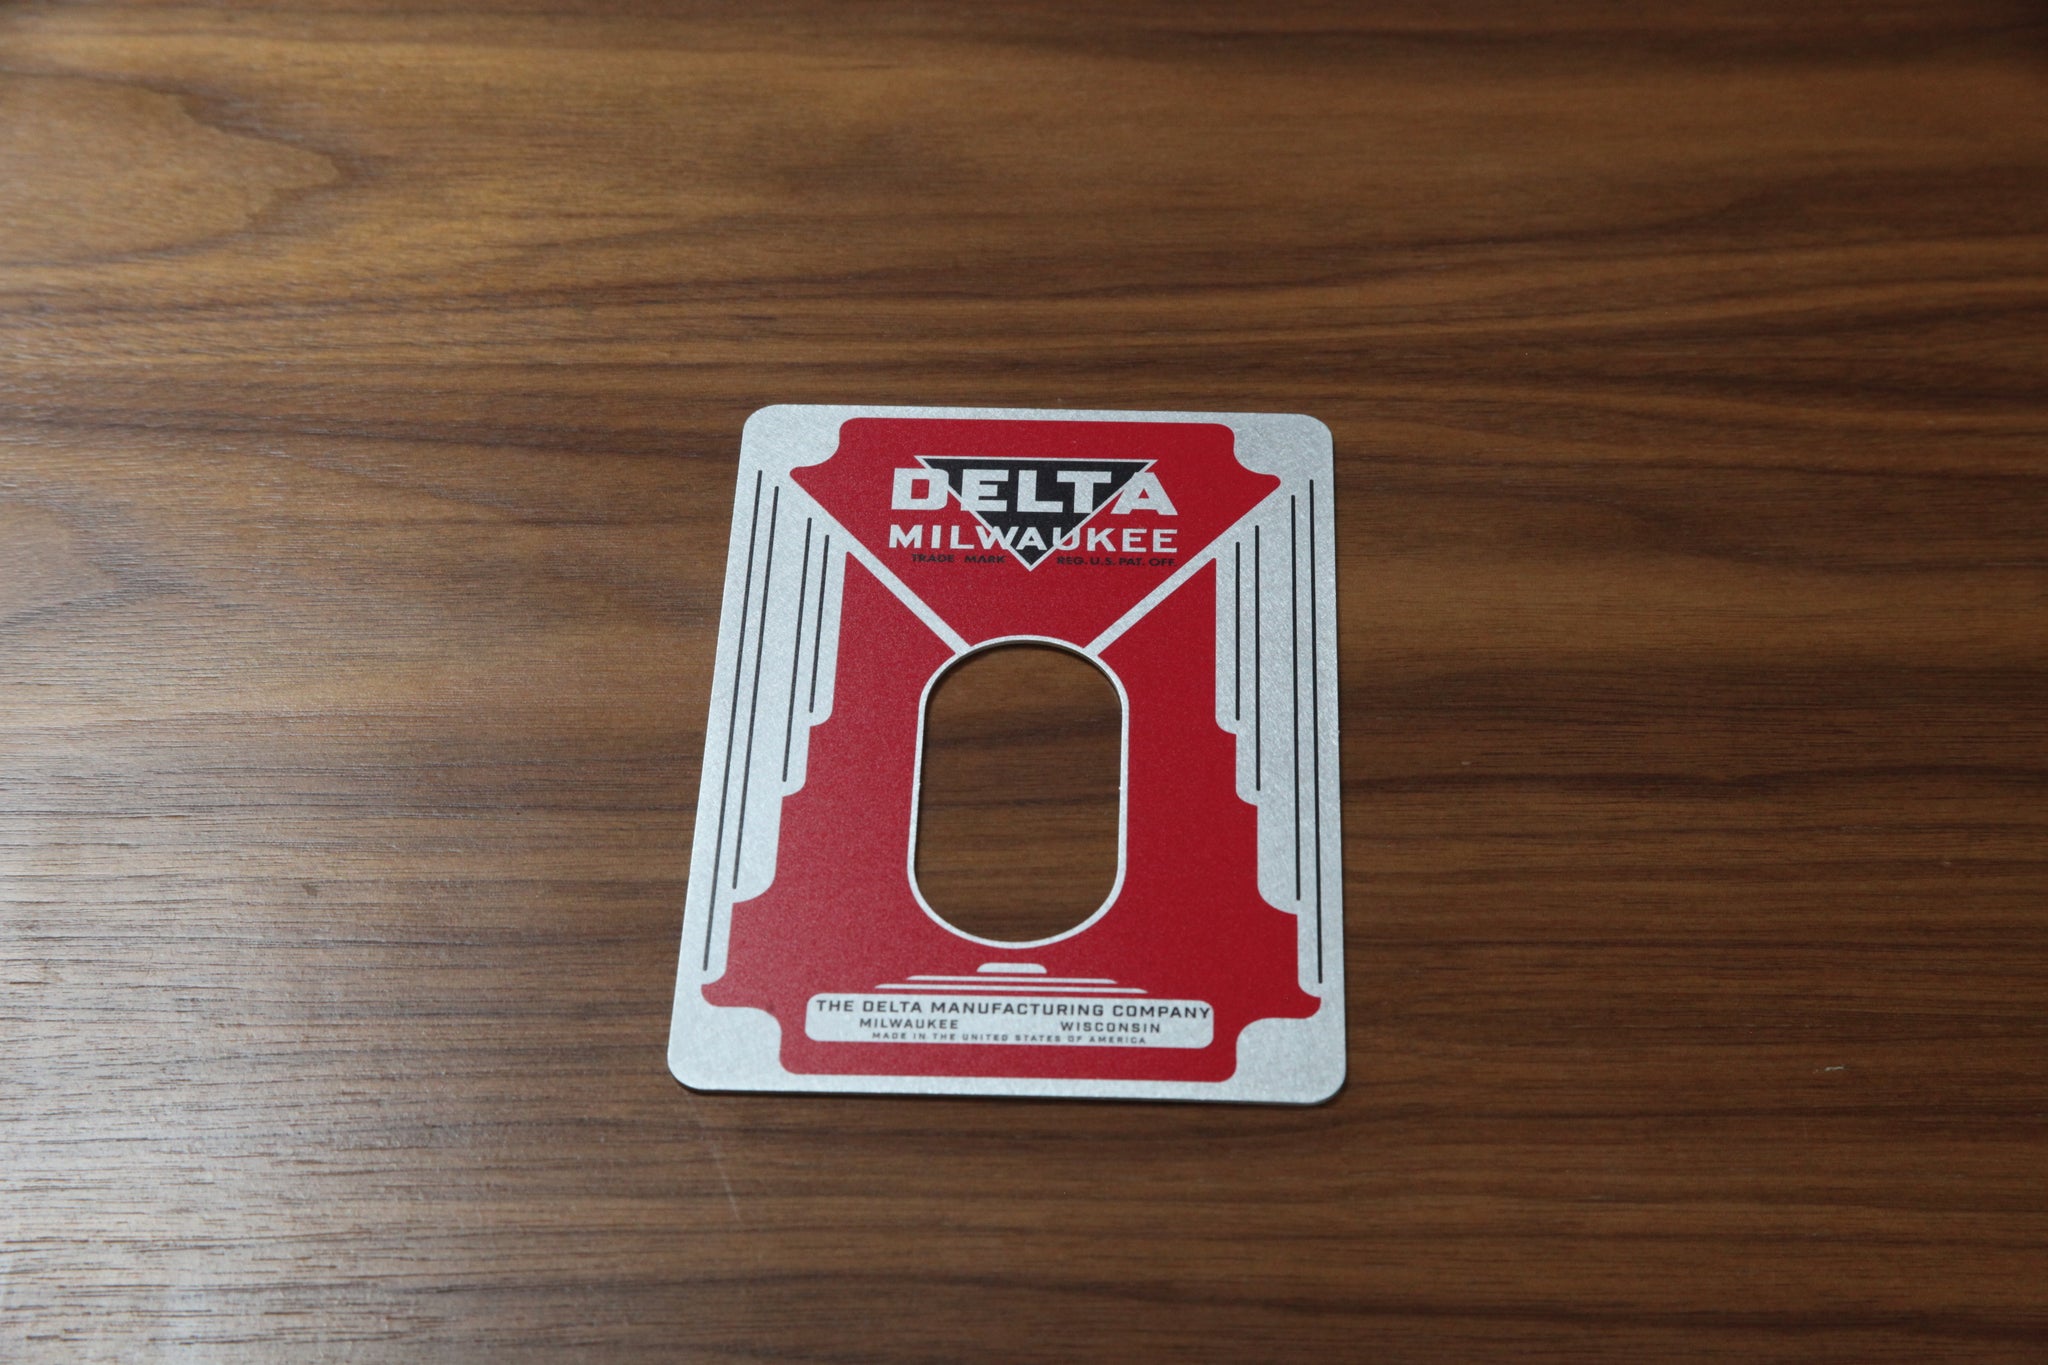 DELTA
MILWAUKEE
TRADE MARK REG. U.S. PAT. OFF.
THE DELTA MANUFACTURING COMPANY
MILWAUKEE WISCONSIN
MADE IN THE UNITED STATES OF AMERICA